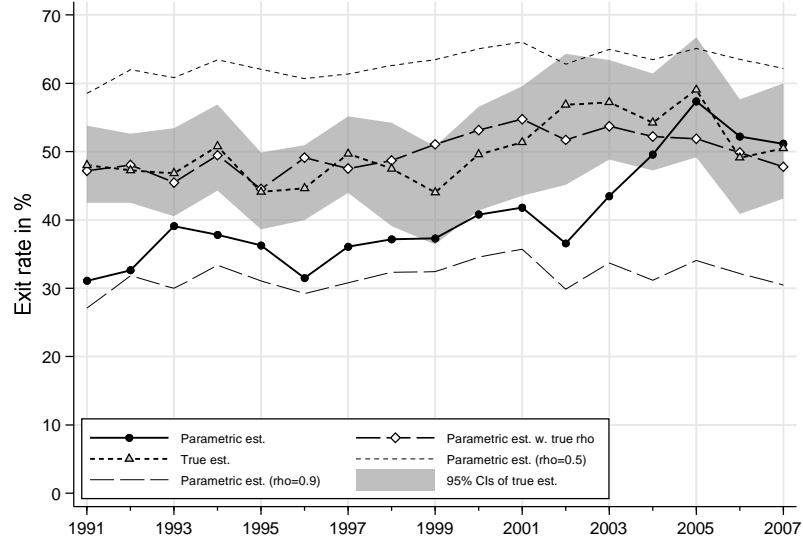 70
60
50
40
30
20
10
0
Exit rate in %
Parametric est.
Parametric est. w. true rho
True est.
Parametric est. (rho=0.5)
Parametric est. (rho=0.9)
95% CIs of true est.
1991 1993 1995 1997 1999 2001 2003 2005 2007